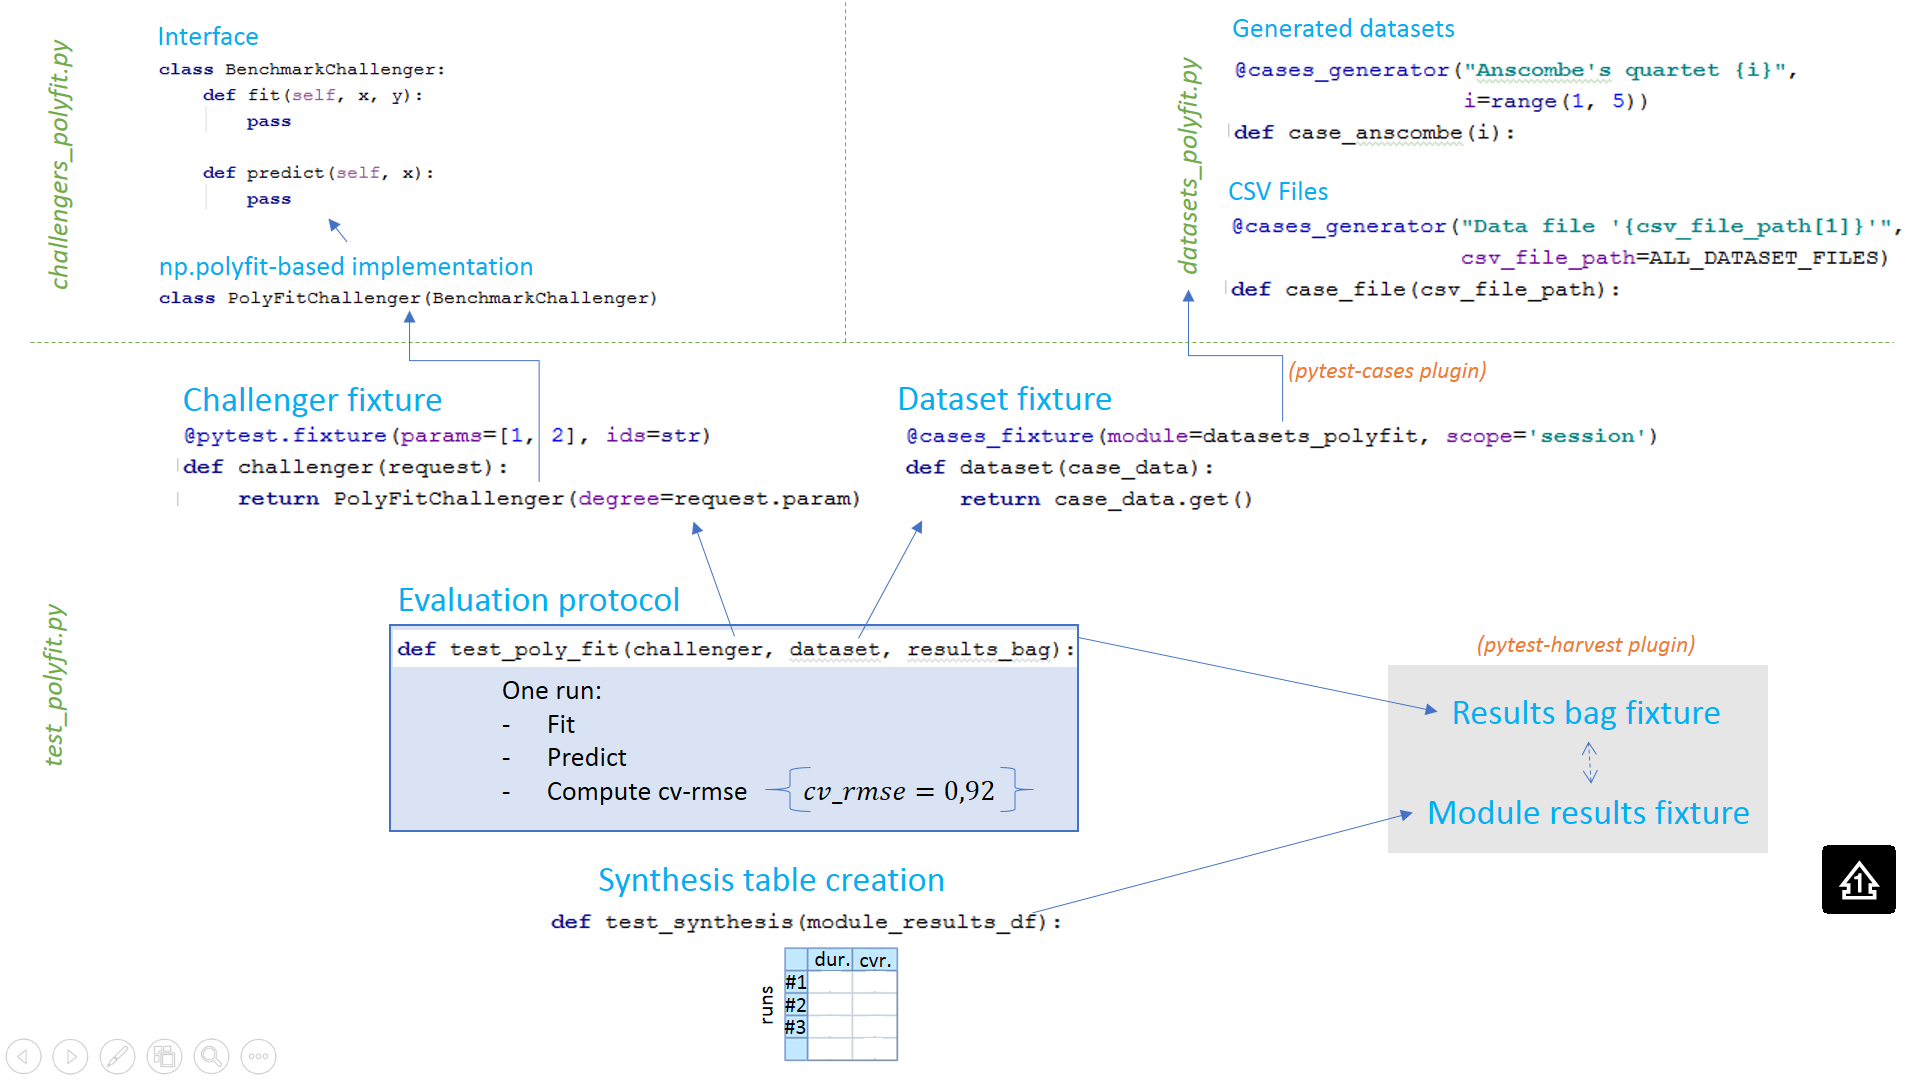 challengers_polyfit.py
Interface
class BenchmarkChallenger:
def fit(self, x, y):
pass
def predict(self, x):
pass
np.polyfit-based implementation
class PolyFitChallenger(BenchmarkChallenger)
datasets_polyfit.py
Generated datasets
@cases_generator("Anscombe's quartet {i}",
i=range(1, 5))
def case_anscombe(i):
CSV Files
@cases_generator("Data file '{csv_file_path[1]}'",
csv_file_path=ALL_DATASET_FILES)
def case_file(csv_file_path):
test_polyfit.py
Challenger fixture
@pytest.fixture(params=[1, 2], ids=str)
def challenger(request):
return PolyFitChallenger(degree=request.param)
(pytest-cases plugin)
Dataset fixture
@cases_fixture(module=datasets_polyfit, scope='session')
def dataset(case_data):
return case_data.get()
Evaluation protocol
def test_poly_fit(challenger, dataset, results_bag):
One run:
- Fit
- Predict
- Compute cv-rmse { cv_rmse = 0,92 }
(pytest-harvest plugin)
Results bag fixture
Module results fixture
Synthesis table creation
def test_synthesis(module_results_df):
dur. cvr.
runs
#1
#2
#3
1